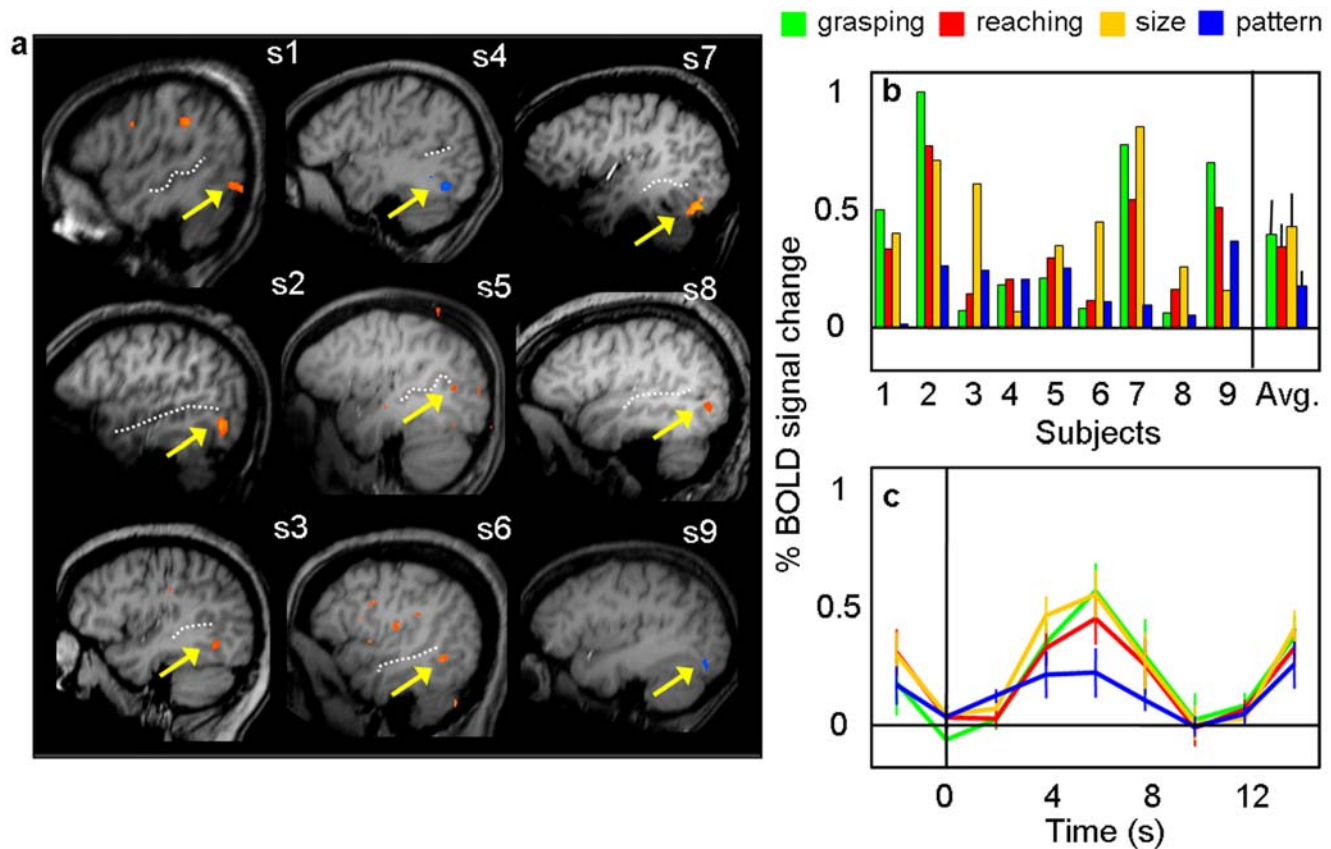 a
s1
s4
s7
s2
s5
s8
s3
s6
s9
grasping reaching size pattern
% BOLD signal change
b
1
0.5
0
1 2 3 4 5 6 7 8 9 Avg.
Subjects
c
1
0.5
0
0 4 8 12
Time (s)